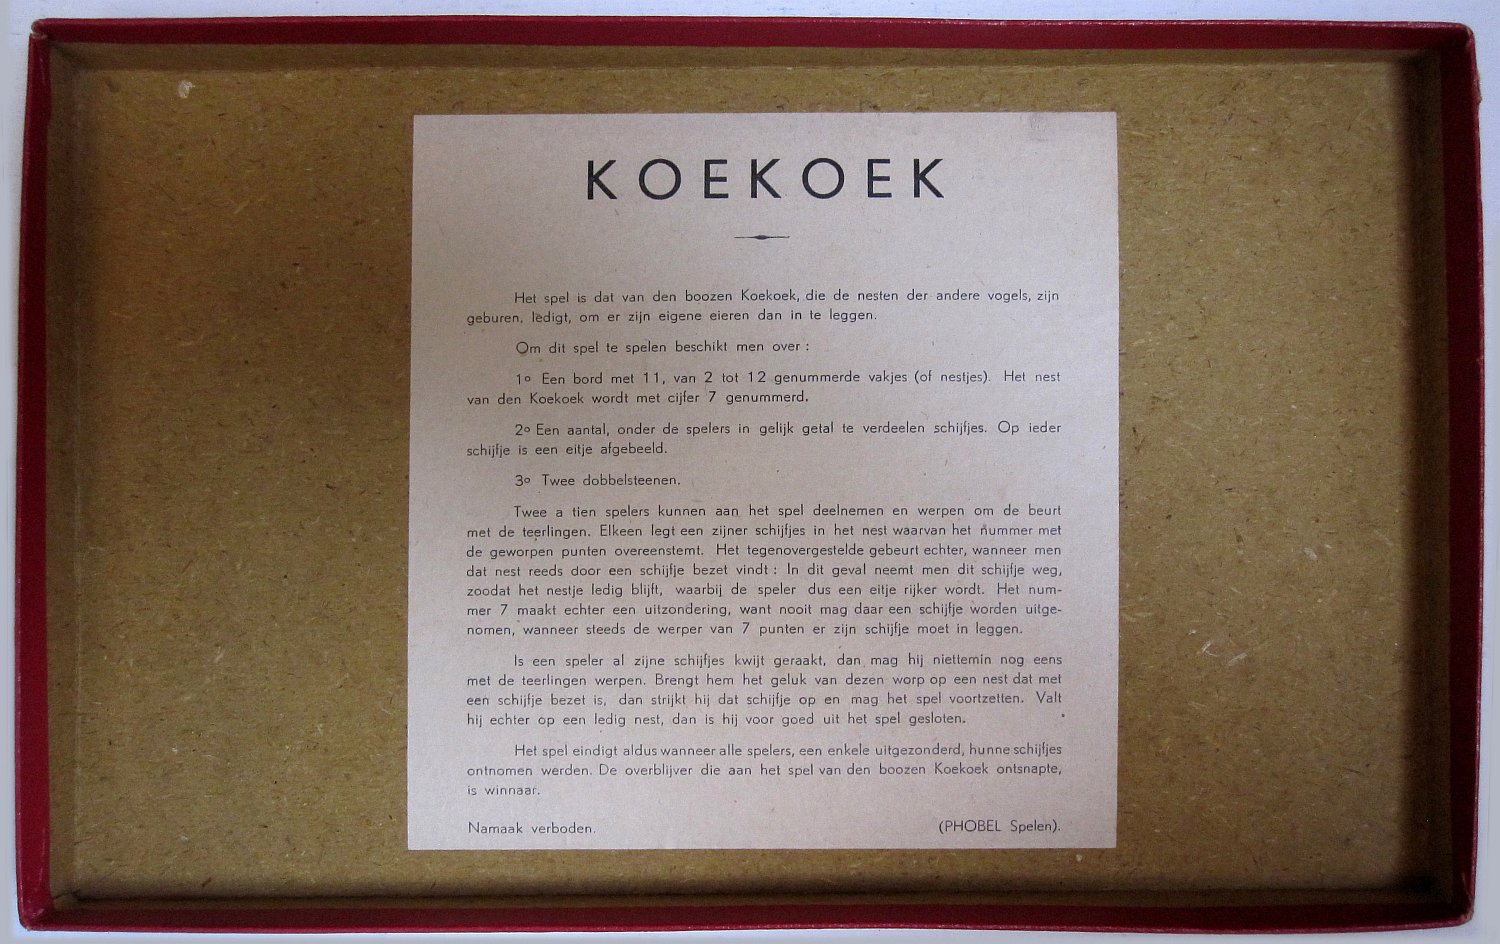 KOEKOEK
Het spel is dat van den boozen Koekoek, die de nesten der andere vogels, zijn
geburen, ledigt, om er zijn eigene eieren dan in te leggen.
Om dit spel te spelen beschikt men over :
1º Een bord met 11, van 2 tot 12 genummerde vakjes (of nestjes). Het nest
van den Koekoek wordt met cijfer 7 genummerd.
2º Een aantal, onder de spelers in gelijk getal te verdeelen schijfjes. Op ieder
schijfje is een eitje afgebeeld.
3º Twee dobbelsteenen.
Twee a tien spelers kunnen aan het spel deelnemen en werpen om de beurt
met de teerlingen. Elkeen legt een zijner schijfjes in het nest waarvan het nummer met
de geworpen punten overeenstemt. Het tegenovergestelde gebeurt echter, wanneer men
dat nest reeds door een schijfje bezet vindt : In dit geval neemt men dit schijfje weg,
zoodat het nestje ledig blijft, waarbij de speler dus een eitje rijker wordt. Het num-
mer 7 maakt echter een uitzondering, want nooit mag daar een schijfje worden uitge-
nomen, wanneer steeds de werper van 7 punten er zijn schijfje moet in leggen.
Is een speler al zijne schijfjes kwijt geraakt, dan mag hij niettemin nog eens
met de teerlingen werpen. Brengt hem het geluk van dezen worp op een nest dat met
een schijfje bezet is, dan strijkt hij dat schijfje op en mag het spel voortzetten. Valt
hij echter op een ledig nest, dan is hij voor goed uit het spel gesloten.
Het spel eindigt aldus wanneer alle spelers, een enkele uitgezonderd, hunne schijfjes
ontnomen werden. De overblijver die aan het spel van den boozen Koekoek ontsnapte,
is winnaar.
Namaak verboden. (PHOBEL Spelen).